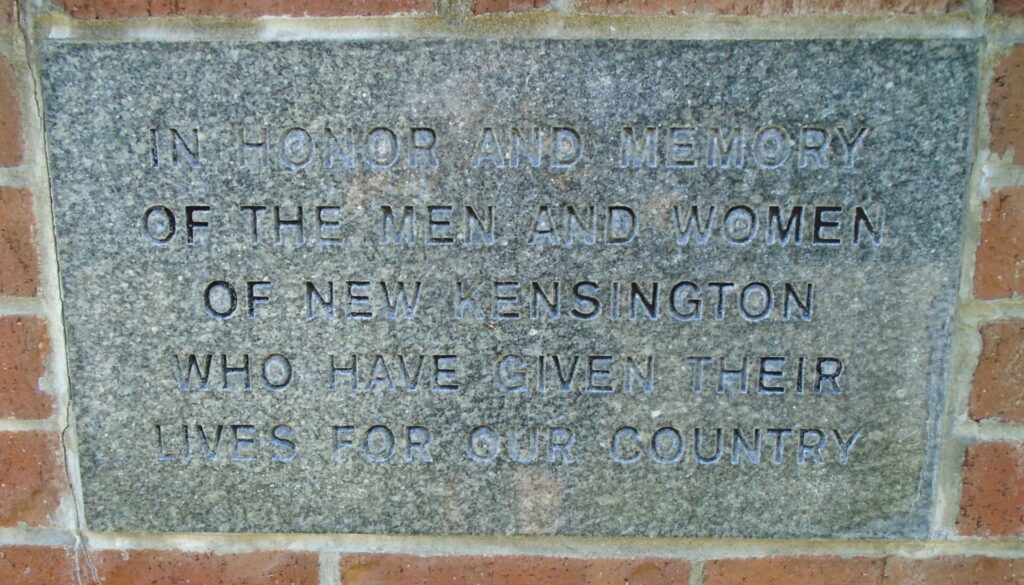 IN HONOR AND MEMORY
OF THE MEN AND WOMEN
OF NEW KENSINGTON
WHO HAVE GIVEN THEIR
LIVES FOR OUR COUNTRY